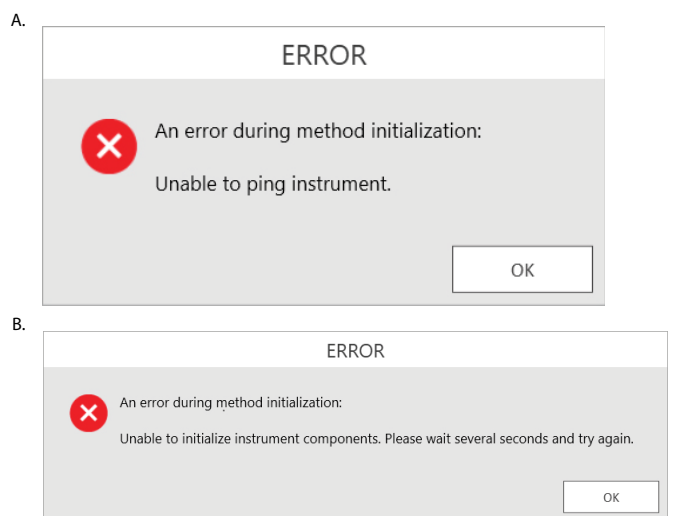 A.
ERROR
An error during method initialization:
Unable to ping instrument.
OK
B.
ERROR
An error during method initialization:
Unable to initialize instrument components. Please wait several seconds and try again.
OK